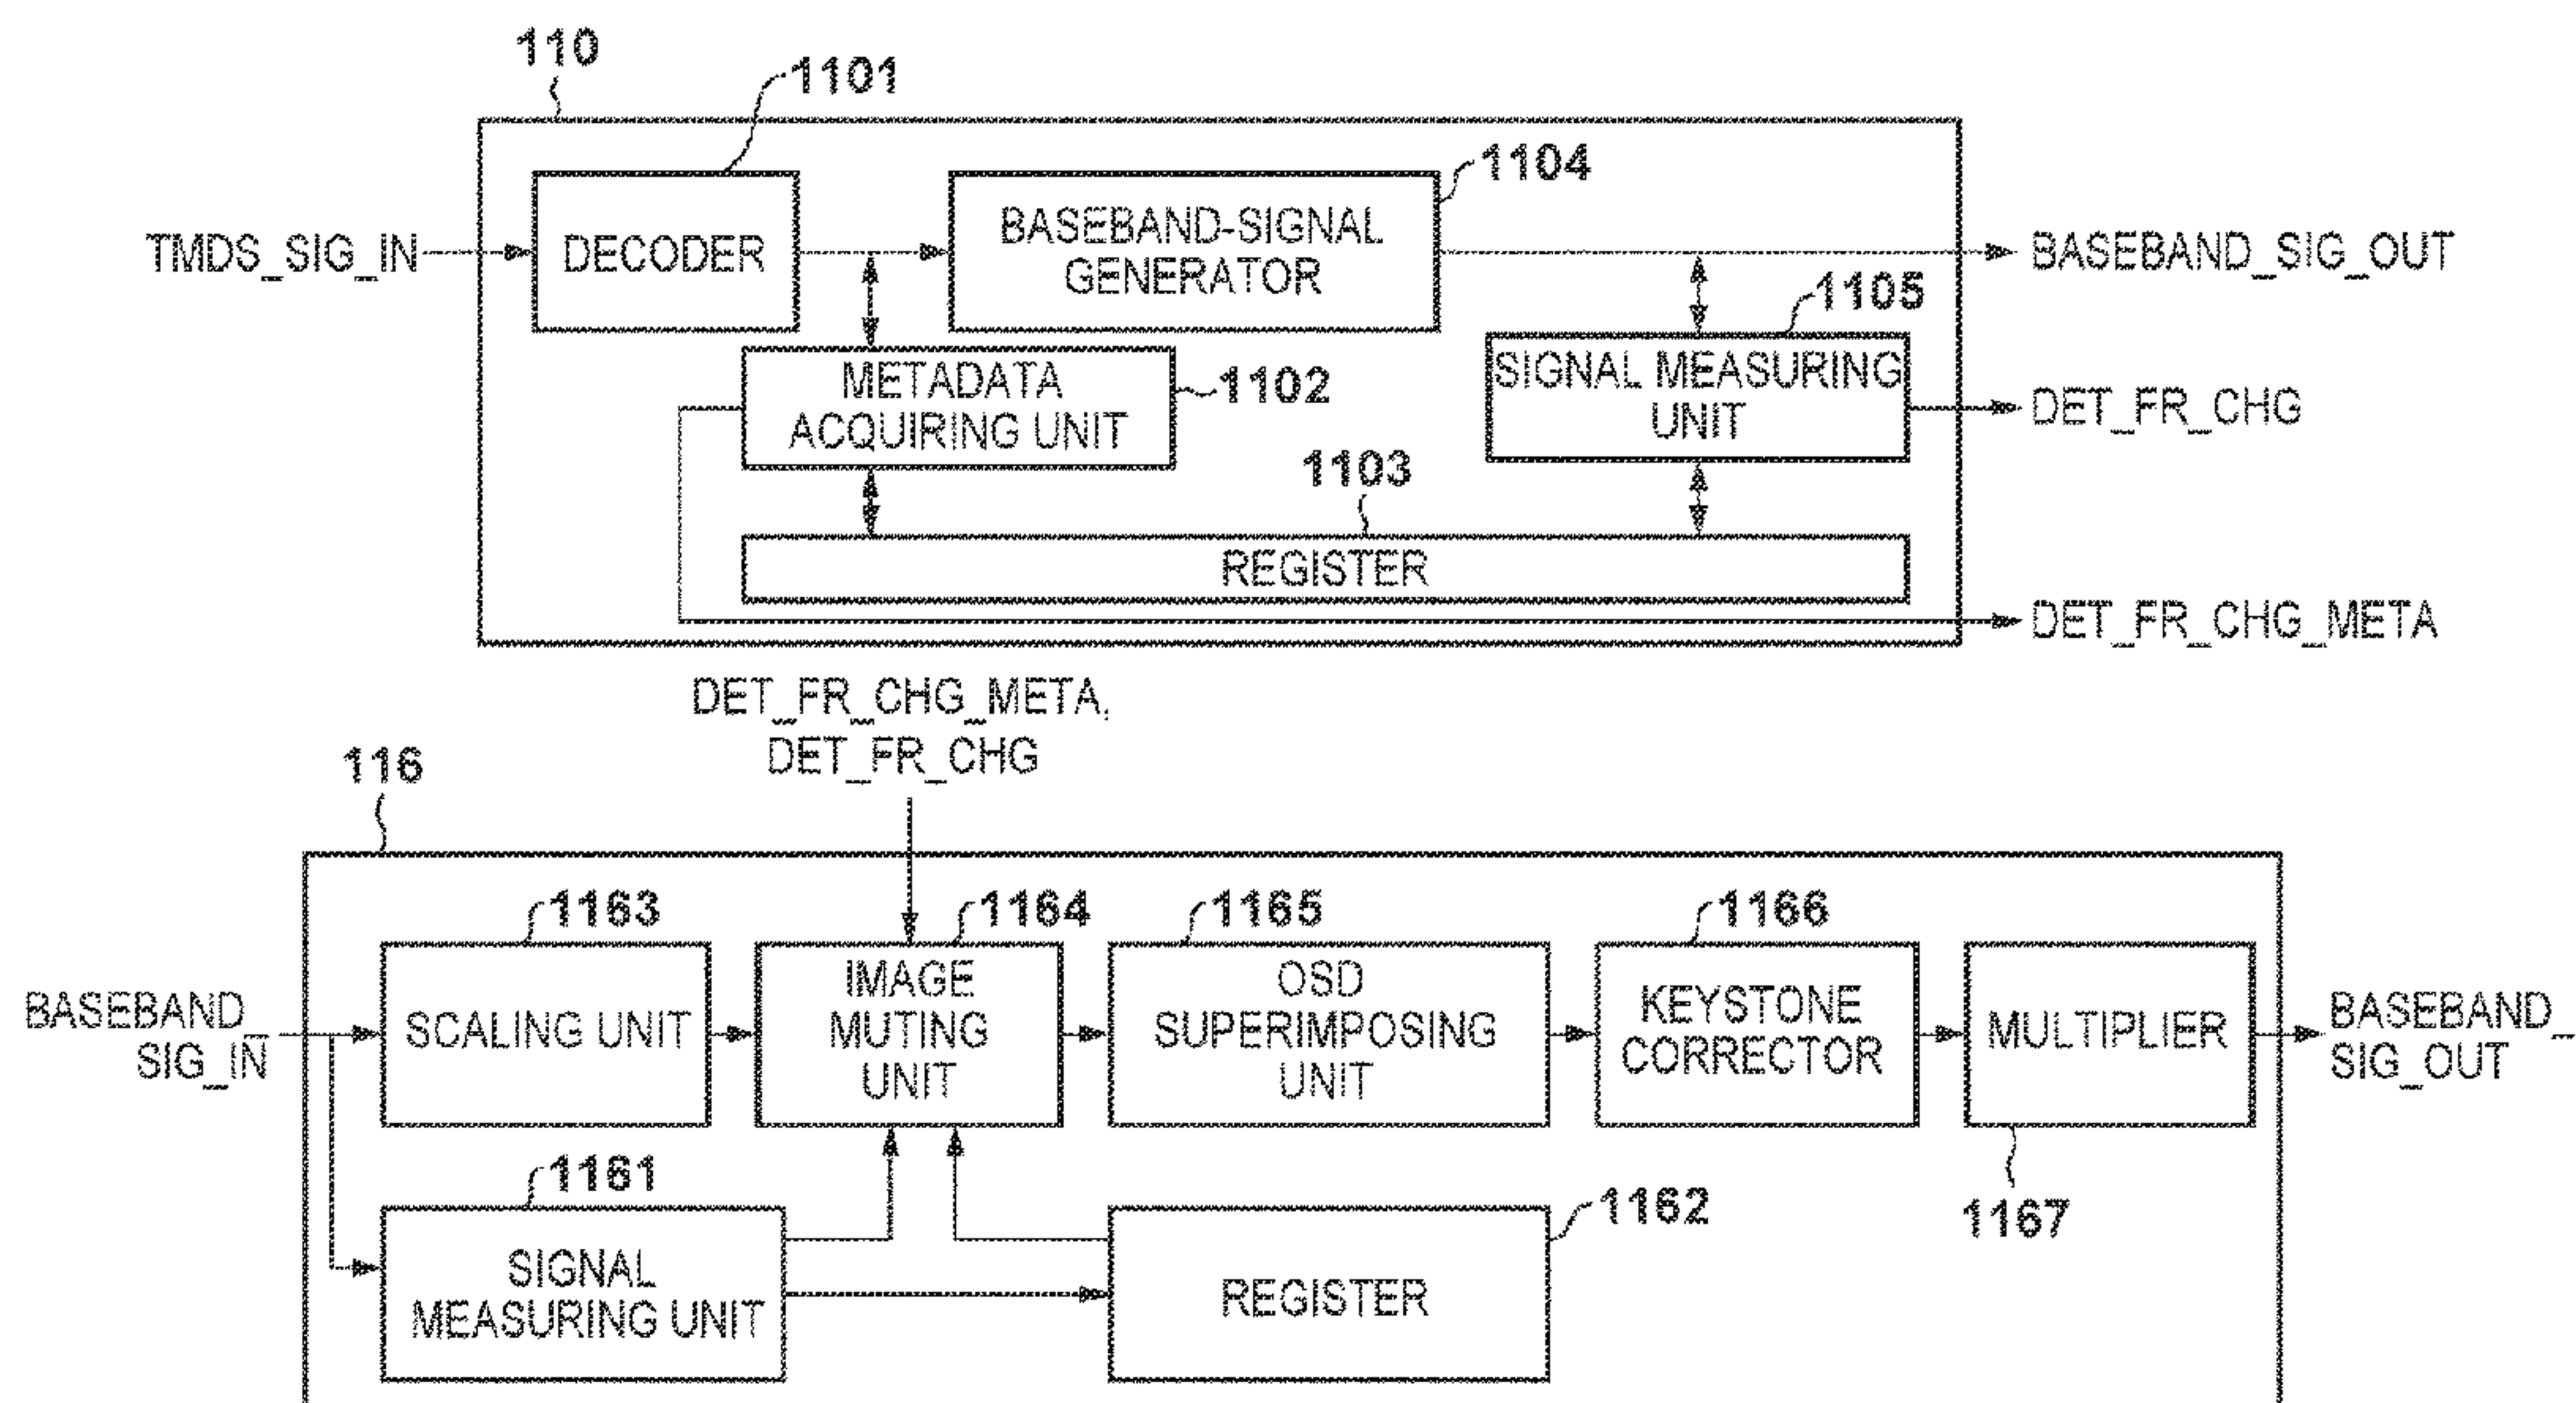 110
1101
1104
TMDS_SIG_IN
DECODER
BASEBAND-SIGNAL
GENERATOR
BASEBAND_SIG_OUT
1105
METADATA
ACQUIRING UNIT
1102
SIGNAL MEASURING
UNIT
DET_FR_CHG
1103
REGISTER
DET_FR_CHG_META
DET_FR_CHG_META,
DET_FR_CHG
116
1163
1164
1165
1166
BASEBAND_
SIG_IN
SCALING UNIT
IMAGE
MUTING
UNIT
OSD
SUPERIMPOSING
UNIT
KEYSTONE
CORRECTOR
MULTIPLIER
BASEBAND_
SIG_OUT
1161
1162
1167
SIGNAL
MEASURING UNIT
REGISTER